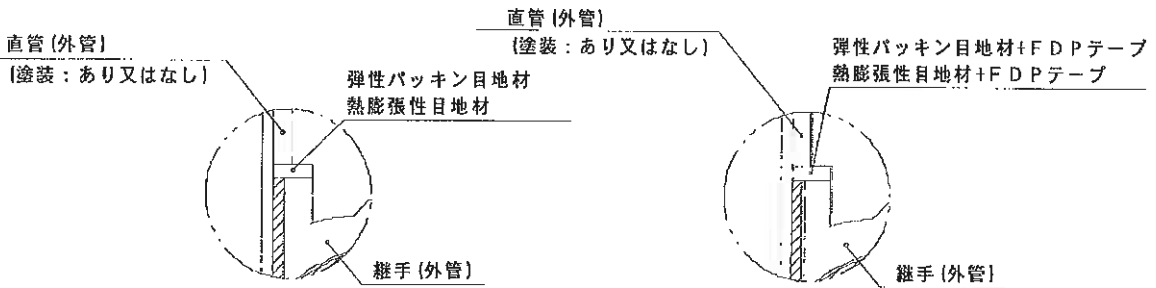 直管(外管)
(塗装:あり又はなし)
弾性パッキン目地材
熱膨張性目地材
継手(外管)
直管(外管)
(塗装:あり又はなし)
弾性パッキン目地材+FDPテープ
熱膨張性目地材+FDPテープ
継手(外管)